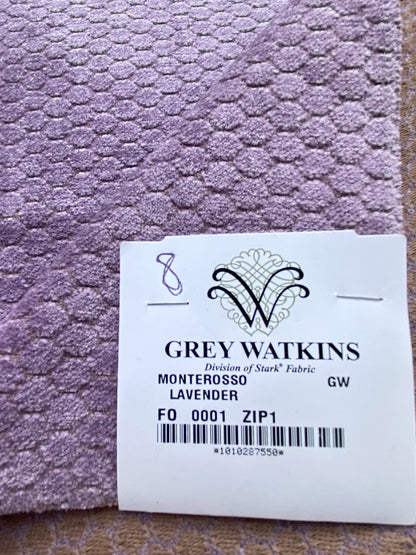 8
W
GREY WATKINS
Division of Stark® Fabric
MONTEROSSO GW
LAVENDER
FO 0001 ZIP1
*1010287550*